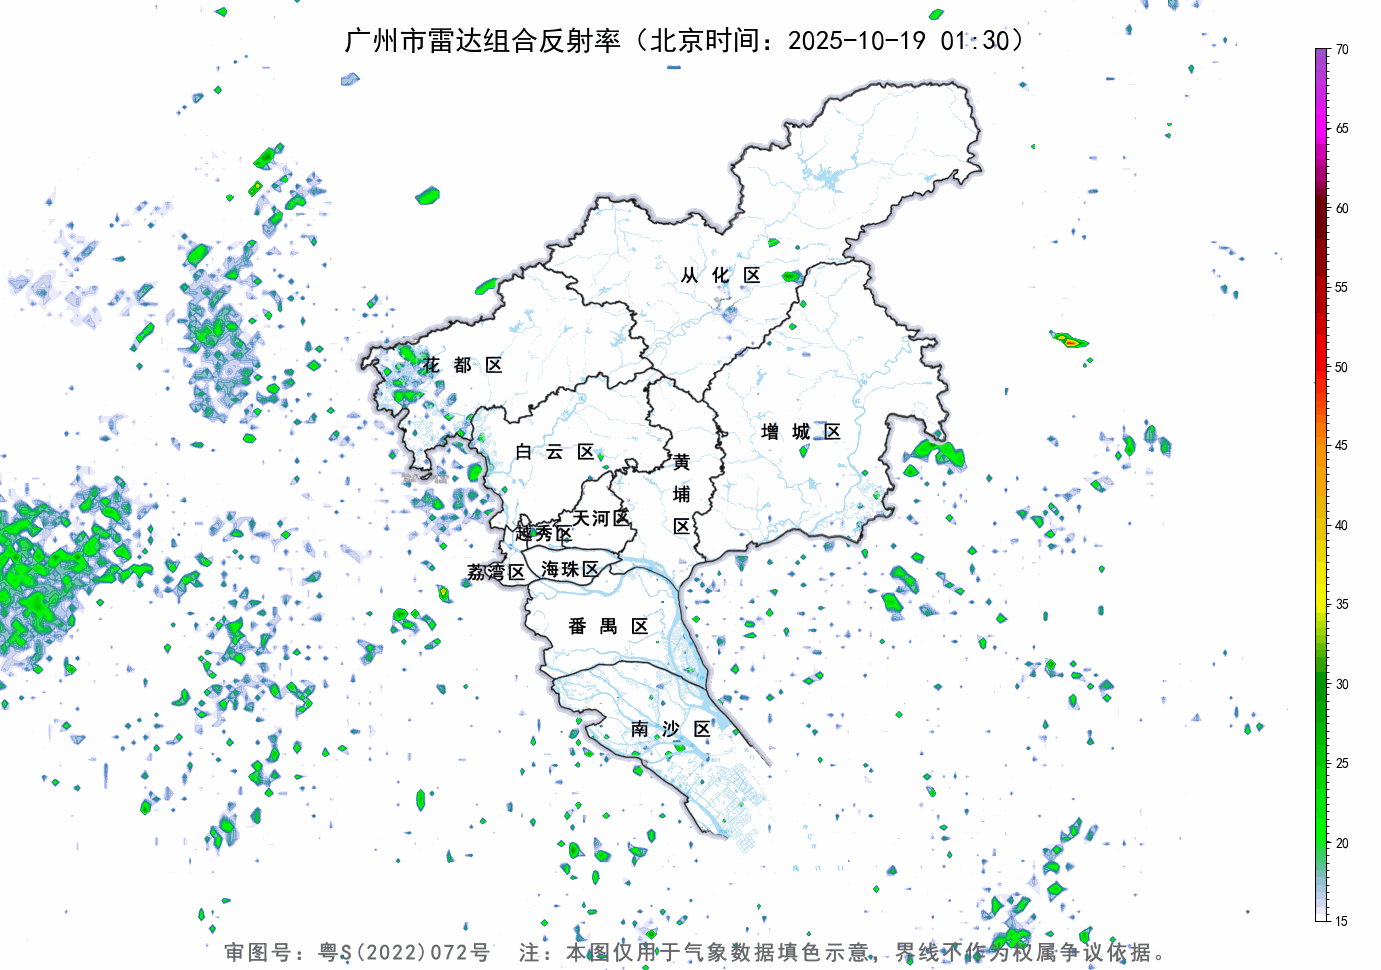 广州市雷达组合反射率（北京时间：2025-10-19 01:30）
70
65
60
55
50
45
40
35
30
25
20
15
从化区
花都区
增城区
白云区
黄埔区
天河区
越秀区
海珠区
荔湾区
番禺区
南沙区
审图号：粤S(2022)072号 注：本图仅用于气象数据填色示意，界线不作为权属争议依据。